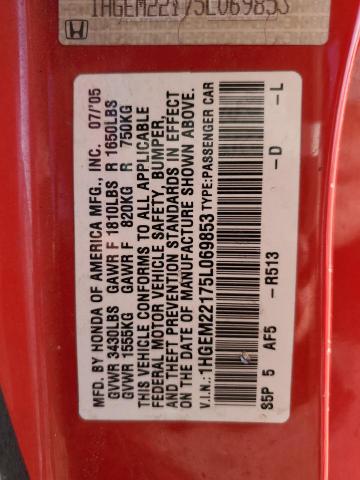 1HGEM22175L069853
MFD. BY HONDA OF AMERICA MFG., INC. 07/'05
GVWR 3430LBS GAWR F 1810LBS R 1650LBS
GVWR 1555KG GAWR F 820KG R 750KG
THIS VEHICLE CONFORMS TO ALL APPLICABLE
FEDERAL MOTOR VEHICLE SAFETY, BUMPER,
AND THEFT PREVENTION STANDARDS IN EFFECT
ON THE DATE OF MANUFACTURE SHOWN ABOVE.
V.I.N.: 1HGEM22175L069853 TYPE: PASSENGER CAR
S5P 5 AF5 -R513 -D -L